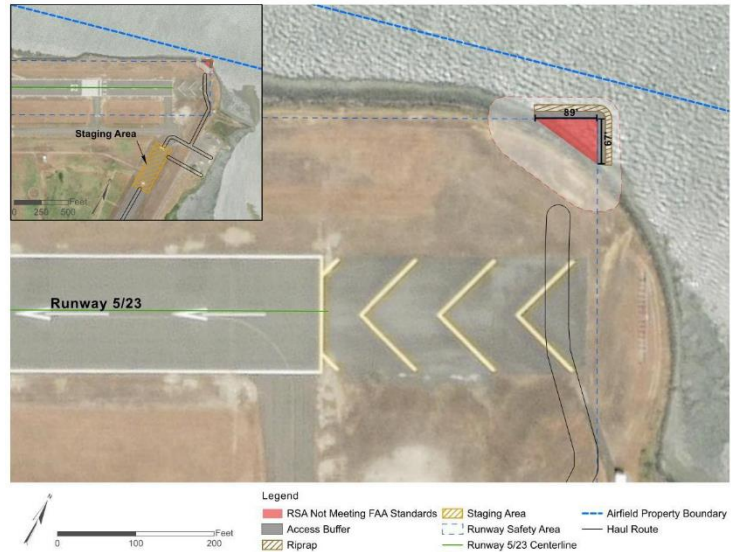 Staging Area
0 250 500
Feet
89'
67'
Runway 5/23
N
Feet
0 100 200
Legend
RSA Not Meeting FAA Standards
Access Buffer
Riprap
Staging Area
Runway Safety Area
Runway 5/23 Centerline
Airfield Property Boundary
Haul Route